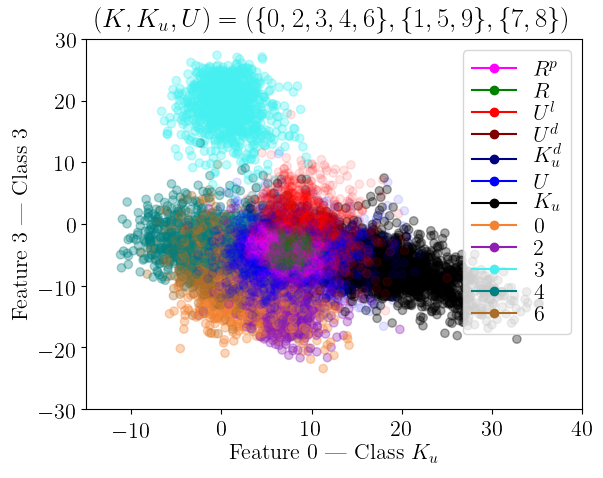 (K, K_u, U) = ({0, 2, 3, 4, 6}, {1, 5, 9}, {7, 8})
30
20
10
0
−10
−20
−30
−10
0
10
20
30
40
Feature 3 — Class 3
Feature 0 — Class K_u
R^p
R
U^l
U^d
K_u^d
U
K_u
0
2
3
4
6